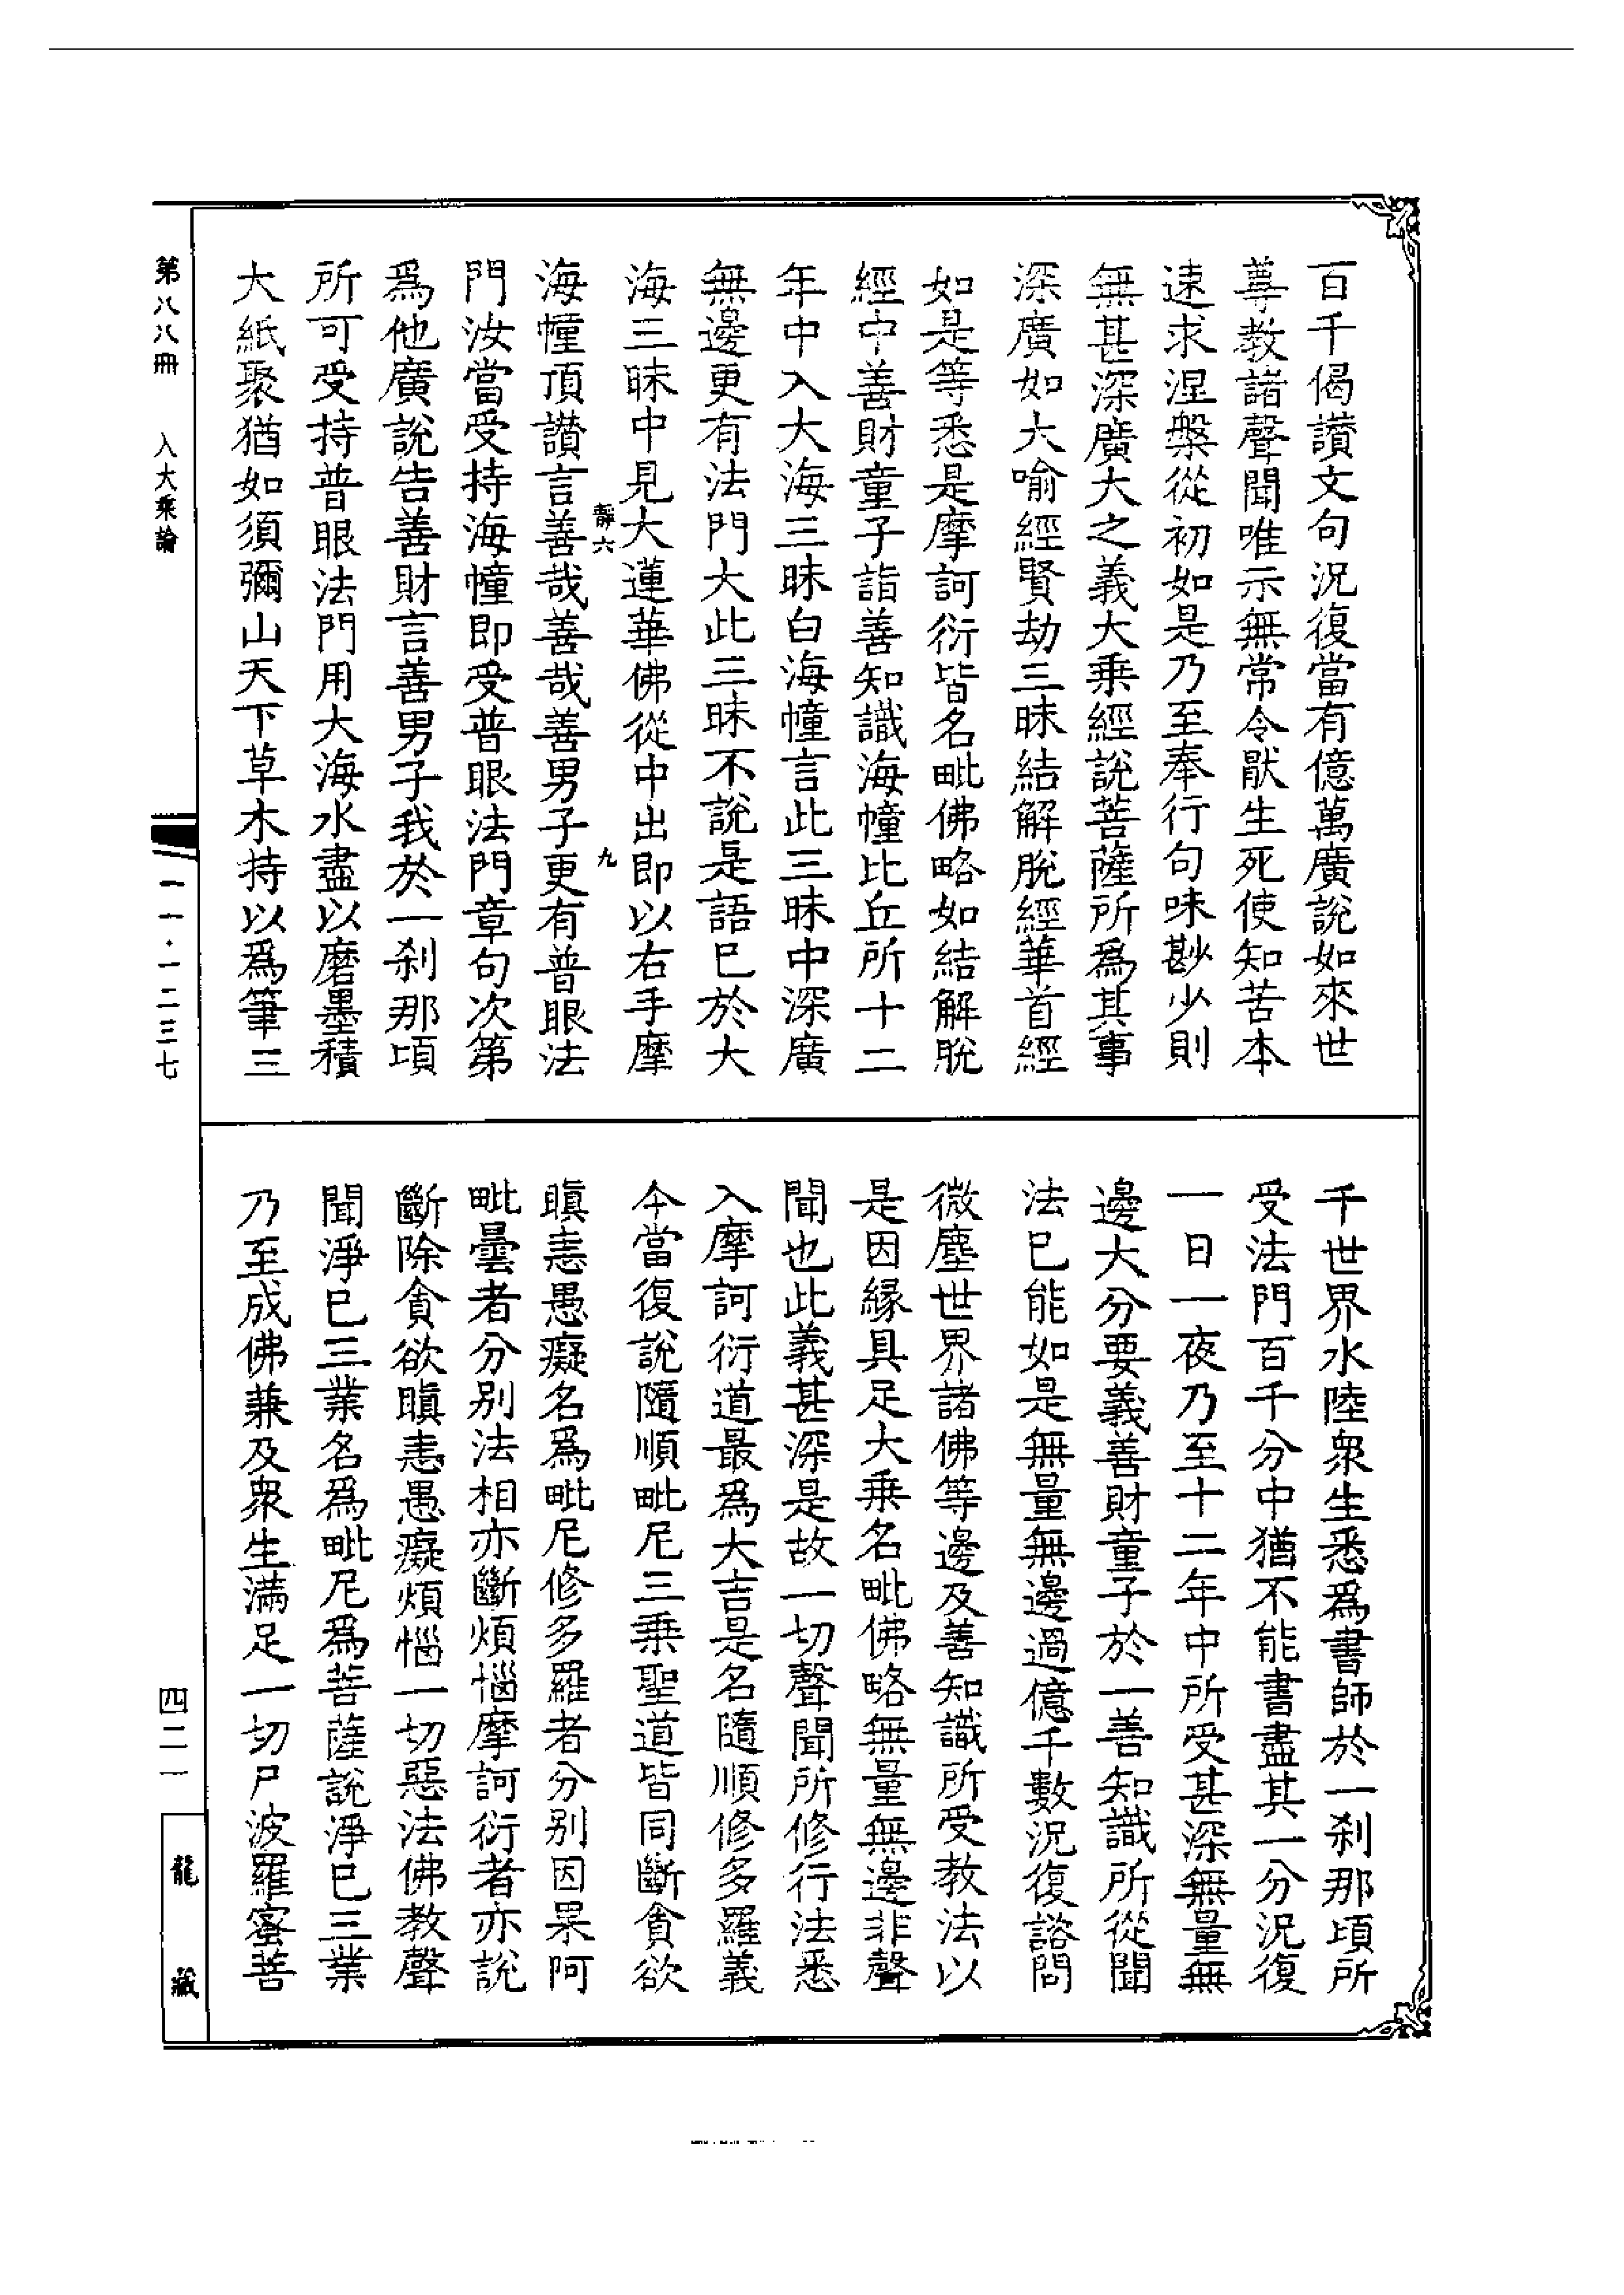 百千偈讚文句況復當有億萬廣說如來世
尊教諸聲聞唯示無常令猒生死使知苦本
速求涅槃從初如是乃至奉行句味尠少則
無甚深廣大之義大乘經說菩薩所為其事
深廣如大喻經賢劫三昧結解脫經華首經
如是等悉是摩訶衍皆名毗佛略如結解脫
經中善財童子詣善知識海幢比丘所十二
年中入大海三昧白海幢言此三昧中深廣
無邊更有法門大此三昧不說是語已於大
海三昧中見大蓮華佛從中出即以右手摩
靜六
九
海幢頂讚言善哉善哉善男子更有普眼法
門汝當受持海幢即受普眼法門章句次第
爲他廣說告善財言善男子我於一剎那頃
所可受持普眼法門用大海水盡以磨墨積
大紙聚猶如須彌山天下草木持以爲筆三
千世界水陸衆生悉爲書師於一剎那頃所
受法門百千分中猶不能書盡其一分況復
一日一夜乃至十二年中所受甚深無量無
邊大分要義善財童子於一善知識所從聞
法已能如是無量無邊過億千數況復諮問
微塵世界諸佛等邊及善知識所受教法以
是因緣具足大乘名毗佛略無量無邊非聲
聞也此義甚深是故一切聲聞所修行法悉
入摩訶衍道最爲大吉是名隨順修多羅義
今當復說隨順毗尼三乘聖道皆同斷貪欲
瞋恚愚癡名爲毗尼修多羅者分別因果阿
毗曇者分別法相亦斷煩惱摩訶衍者亦說
斷除貪欲瞋恚愚癡煩惱一切惡法佛教聲
聞淨已三業名爲毗尼爲菩薩說淨已三業
乃至成佛兼及衆生滿足一切尸波羅蜜菩
第八八冊
入大乘論
一一·一二三七
四二一
龍藏